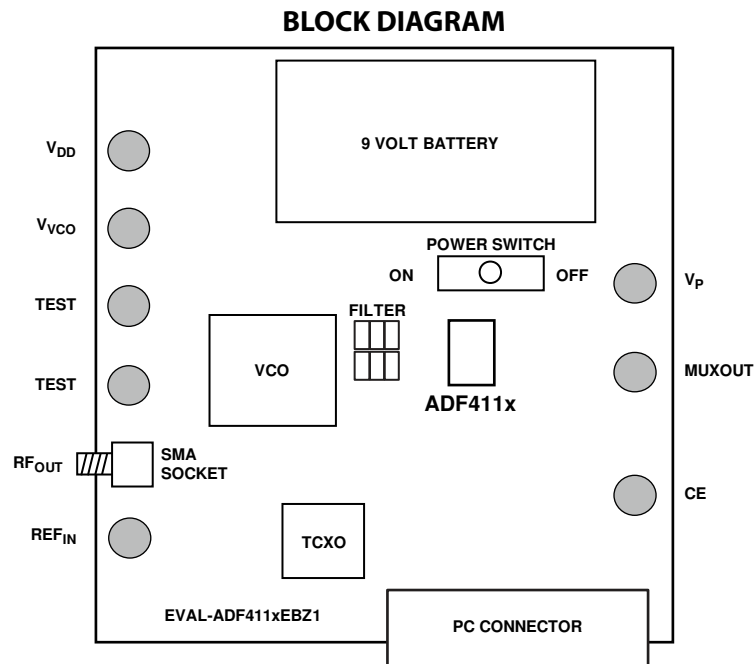 BLOCK DIAGRAM
9 VOLT BATTERY
VDD
VVCO
TEST
TEST
RFOUT
SMA
SOCKET
REFIN
POWER SWITCH
ON
OFF
FILTER
VCO
ADF411x
VP
MUXOUT
CE
TCXO
EVAL-ADF411xEBZ1
PC CONNECTOR